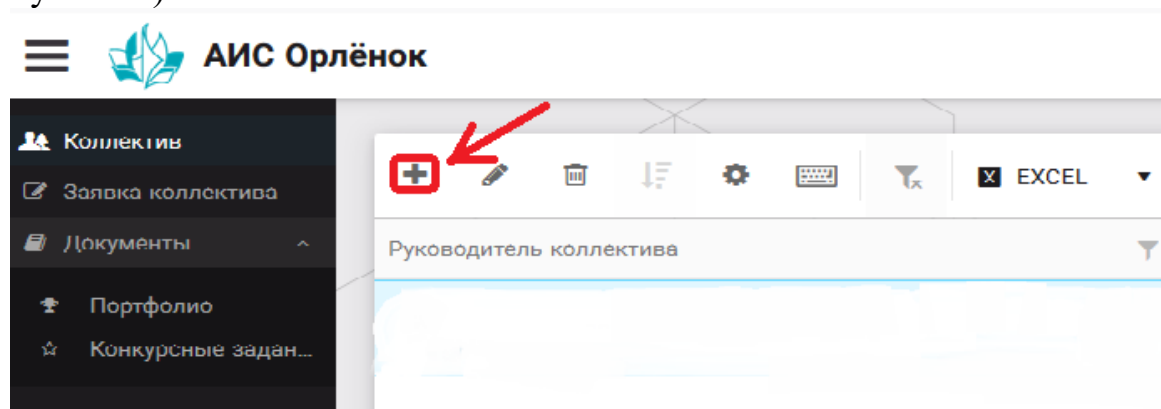 АИС Орлёнок
Коллектив
Заявка коллектива
Документы
Портфолио
Конкурсные задан...
X EXCEL
Руководитель коллектива